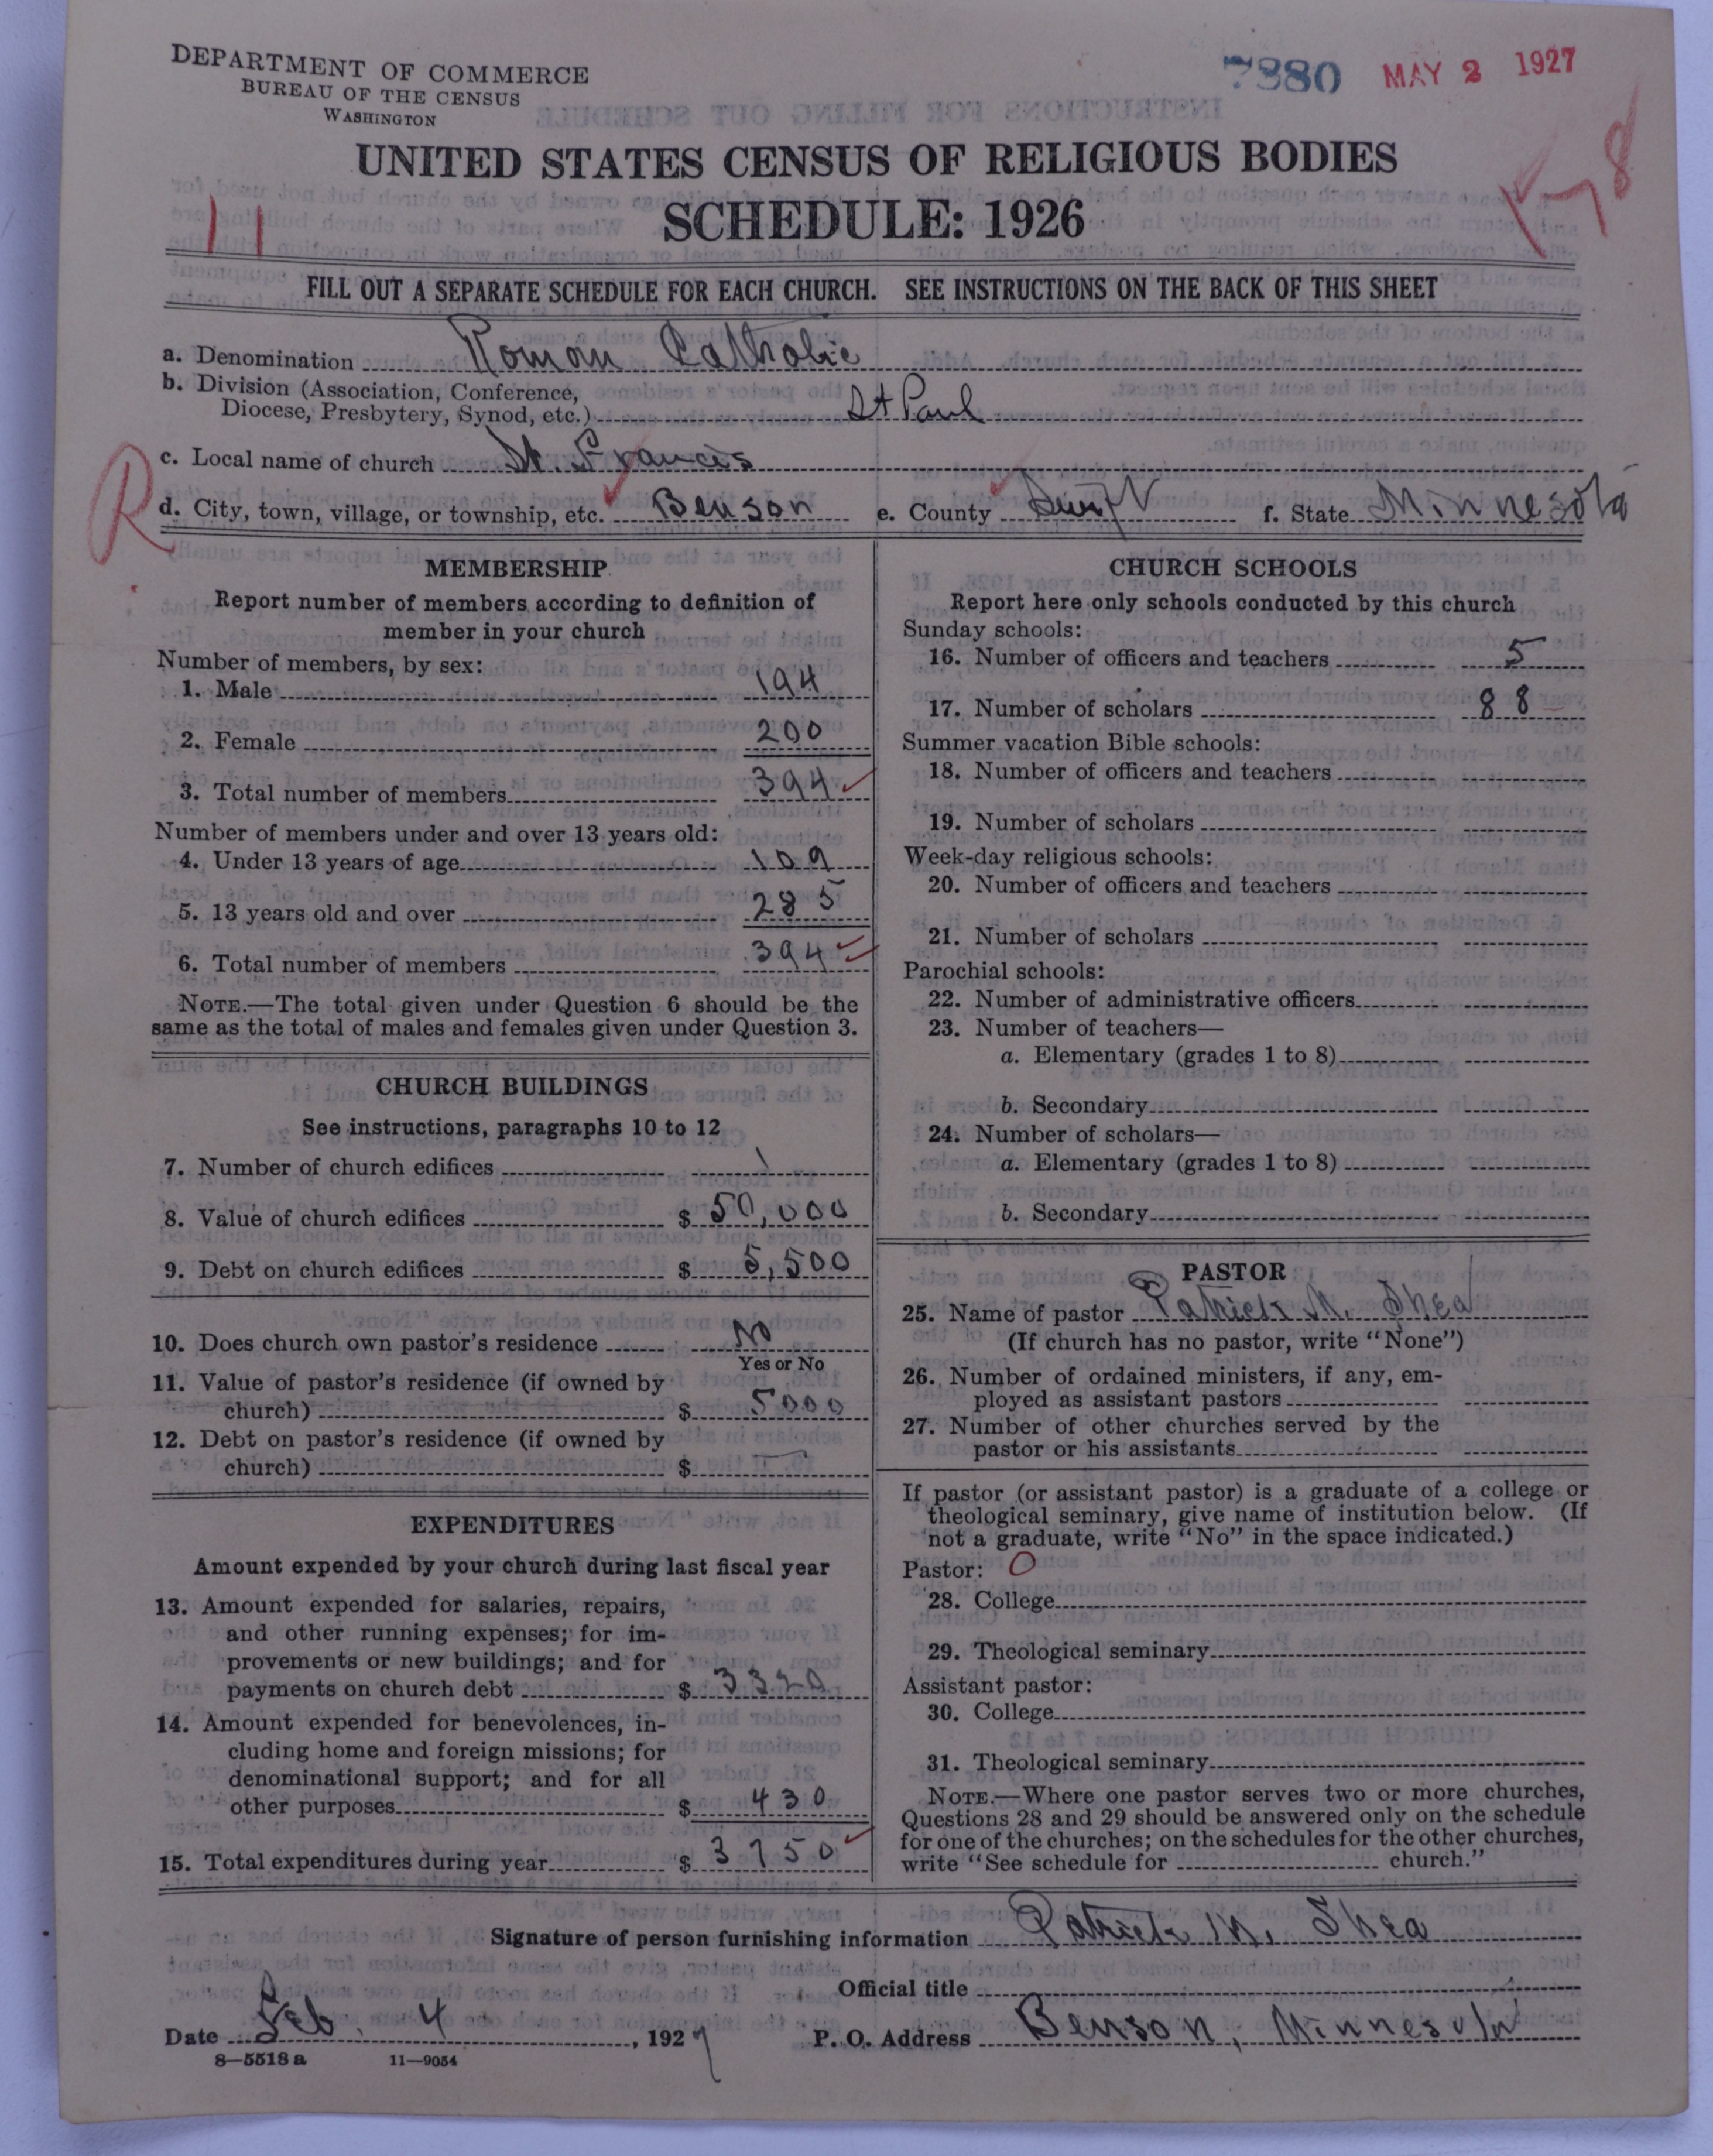 DEPARTMENT OF COMMERCE
BUREAU OF THE CENSUS
WASHINGTON
7880 MAY 2 1927
UNITED STATES CENSUS OF RELIGIOUS BODIES
SCHEDULE: 1926
11
FILL OUT A SEPARATE SCHEDULE FOR EACH CHURCH. SEE INSTRUCTIONS ON THE BACK OF THIS SHEET
a. Denomination Roman Catholic
b. Division (Association, Conference,
Diocese, Presbytery, Synod, etc.) St Paul
c. Local name of church St. Francis
R
d. City, town, village, or township, etc. Benson e. County Swift f. State Minnesota
MEMBERSHIP
Report number of members according to definition of
member in your church
Number of members, by sex:
1. Male 194
2. Female 200
3. Total number of members 394
Number of members under and over 13 years old:
4. Under 13 years of age 109
5. 13 years old and over 285
6. Total number of members 394
NOTE.—The total given under Question 6 should be the
same as the total of males and females given under Question 3.
CHURCH BUILDINGS
See instructions, paragraphs 10 to 12
7. Number of church edifices 1
8. Value of church edifices $ 50,000
9. Debt on church edifices $ 5,500
10. Does church own pastor's residence No
Yes or No
11. Value of pastor's residence (if owned by
church) $ 5000
12. Debt on pastor's residence (if owned by
church) $ —
EXPENDITURES
Amount expended by your church during last fiscal year
13. Amount expended for salaries, repairs,
and other running expenses; for im-
provements or new buildings; and for
payments on church debt $ 3320
14. Amount expended for benevolences, in-
cluding home and foreign missions; for
denominational support; and for all
other purposes $ 430
15. Total expenditures during year $ 3750
CHURCH SCHOOLS
Report here only schools conducted by this church
Sunday schools:
16. Number of officers and teachers 5
17. Number of scholars 88
Summer vacation Bible schools:
18. Number of officers and teachers
19. Number of scholars
Week-day religious schools:
20. Number of officers and teachers
21. Number of scholars
Parochial schools:
22. Number of administrative officers
23. Number of teachers—
a. Elementary (grades 1 to 8)
b. Secondary
24. Number of scholars—
a. Elementary (grades 1 to 8)
b. Secondary
PASTOR
25. Name of pastor Patrick M. Shea
(If church has no pastor, write "None")
26. Number of ordained ministers, if any, em-
ployed as assistant pastors
27. Number of other churches served by the
pastor or his assistants
If pastor (or assistant pastor) is a graduate of a college or
theological seminary, give name of institution below. (If
not a graduate, write "No" in the space indicated.)
Pastor: O
28. College
29. Theological seminary
Assistant pastor:
30. College
31. Theological seminary
NOTE.—Where one pastor serves two or more churches,
Questions 28 and 29 should be answered only on the schedule
for one of the churches; on the schedules for the other churches,
write "See schedule for church."
Signature of person furnishing information Patrick M. Shea
Official title
Date Feb. 4, 1927 P. O. Address Benson, Minnesota
8—5518 a 11—9054